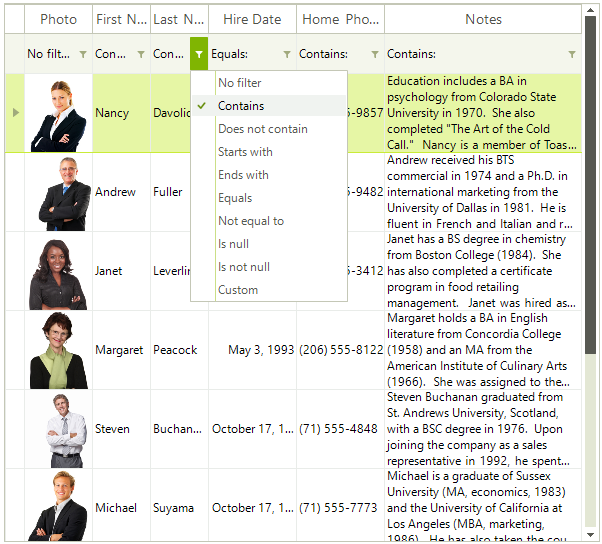 Photo First N... Last N... Hire Date Home Pho... Notes
No filt... Con... Con... Equals: Contains: Contains:
No filter
Contains
Does not contain
Starts with
Ends with
Equals
Not equal to
Is null
Is not null
Custom
Nancy Davolio 5-9857
Education includes a BA in
psychology from Colorado State
University in 1970. She also
completed "The Art of the Cold
Call." Nancy is a member of Toas...
Andrew Fuller 5-9482
Andrew received his BTS
commercial in 1974 and a Ph.D. in
international marketing from the
University of Dallas in 1981. He is
fluent in French and Italian and r...
Janet Leverlin 5-3412
Janet has a BS degree in chemistry
from Boston College (1984). She
has also completed a certificate
program in food retailing
management. Janet was hired as...
Margaret Peacock May 3, 1993 (206) 555-8122
Margaret holds a BA in English
literature from Concordia College
(1958) and an MA from the
American Institute of Culinary Arts
(1966). She was assigned to the...
Steven Buchan... October 17, 1... (71) 555-4848
Steven Buchanan graduated from
St. Andrews University, Scotland,
with a BSC degree in 1976. Upon
joining the company as a sales
representative in 1992, he spent...
Michael Suyama October 17, 1... (71) 555-7773
Michael is a graduate of Sussex
University (MA, economics, 1983)
and the University of California at
Los Angeles (MBA, marketing,
1986). He has also taken the cou...